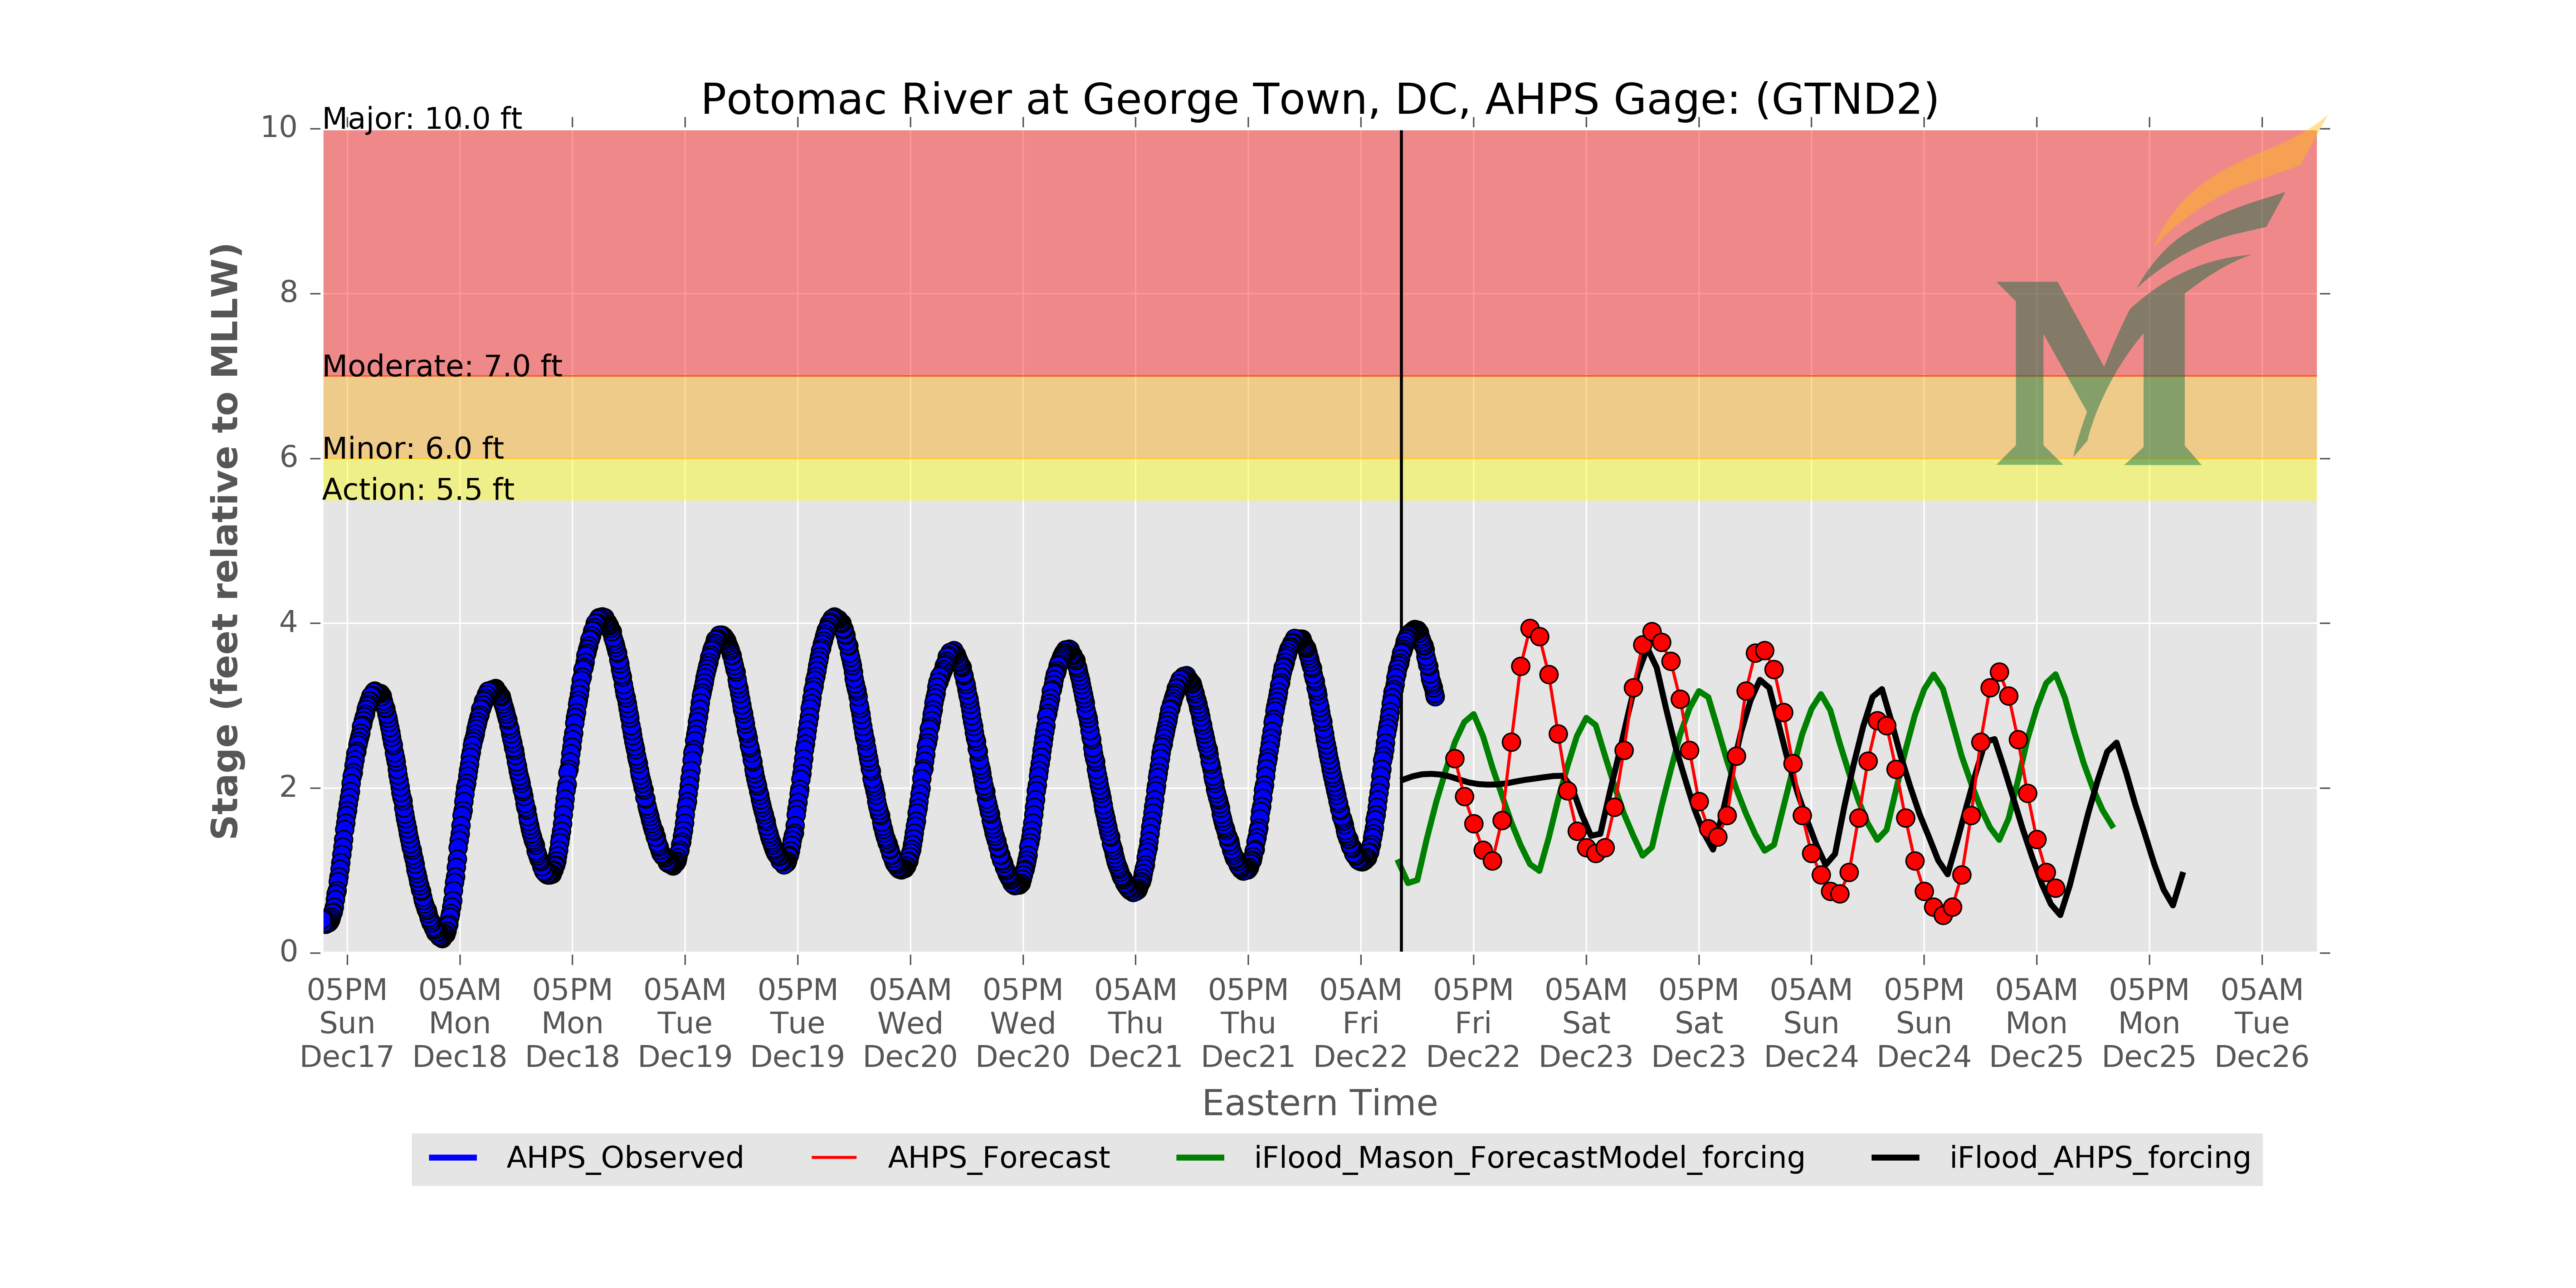 Potomac River at George Town, DC, AHPS Gage: (GTND2)
Stage (feet relative to MLLW)
10
8
6
4
2
0
Major: 10.0 ft
Moderate: 7.0 ft
Minor: 6.0 ft
Action: 5.5 ft
05PM 05AM 05PM 05AM 05PM 05AM 05PM 05AM 05PM 05AM 05PM 05AM 05PM 05AM 05PM 05AM 05PM 05AM
Sun Mon Mon Tue Tue Wed Wed Thu Thu Fri Fri Sat Sat Sun Sun Mon Mon Tue
Dec17 Dec18 Dec18 Dec19 Dec19 Dec20 Dec20 Dec21 Dec21 Dec22 Dec22 Dec23 Dec23 Dec24 Dec24 Dec25 Dec25 Dec26
Eastern Time
AHPS_Observed AHPS_Forecast iFlood_Mason_ForecastModel_forcing iFlood_AHPS_forcing
M